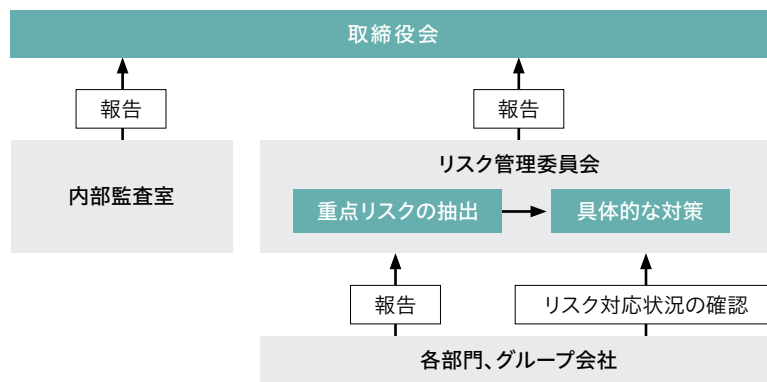 取締役会
報告
報告
内部監査室
リスク管理委員会
重点リスクの抽出
具体的な対策
報告
リスク対応状況の確認
各部門、グループ会社